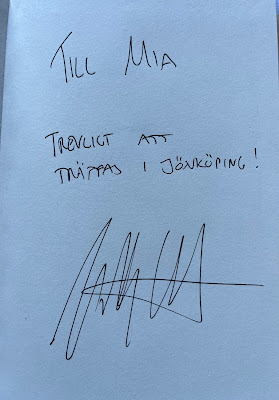 TILL MIA
TREVLIGT ATT
TRÄFFAS I JÖNKÖPING!